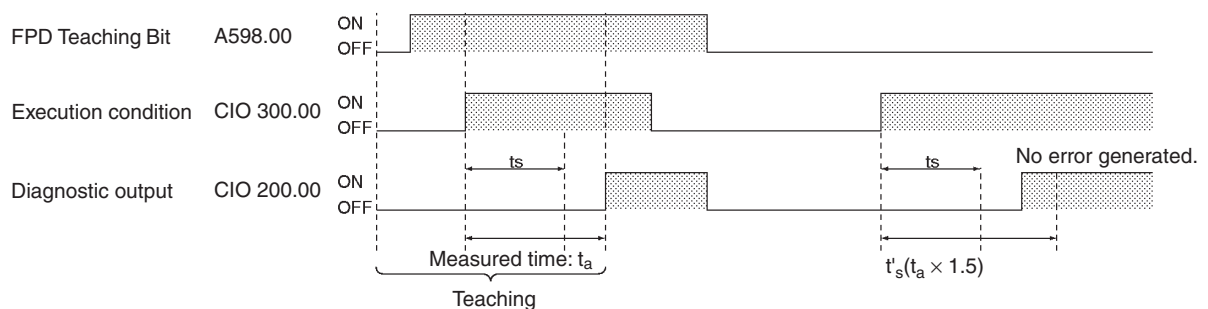 FPD Teaching Bit A598.00 ON
OFF
Execution condition CIO 300.00 ON
OFF
ts ts No error generated.
Diagnostic output CIO 200.00 ON
OFF
Measured time: ta t's(ta × 1.5)
Teaching